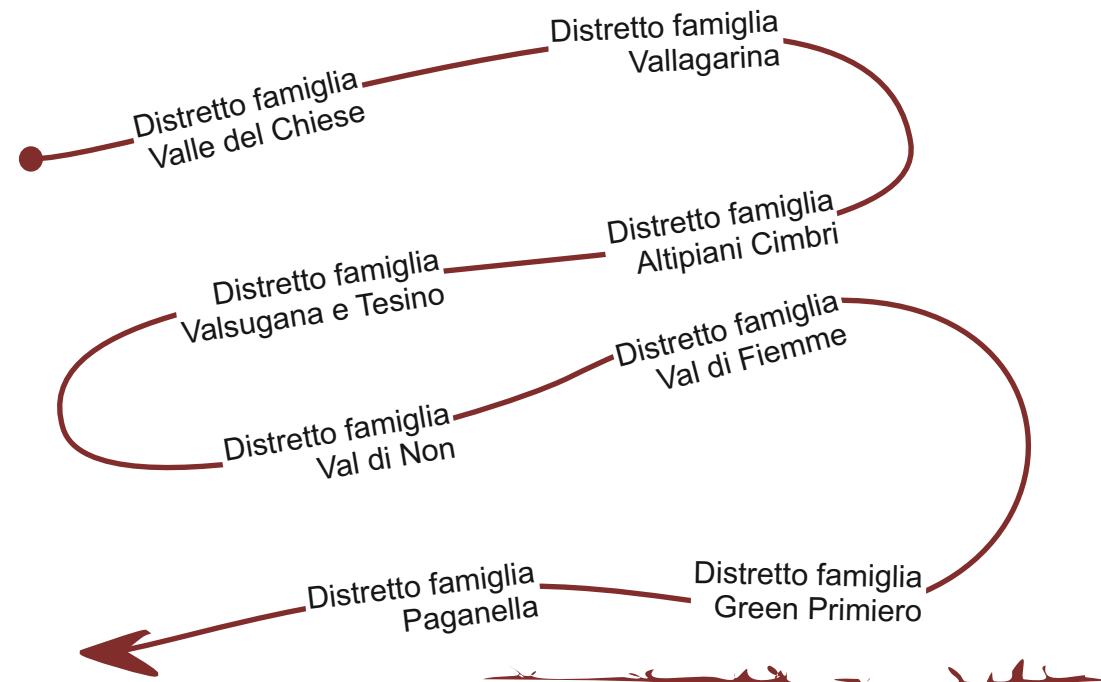 Distretto famiglia
Valle del Chiese
Distretto famiglia
Vallagarina
Distretto famiglia
Altipiani Cimbri
Distretto famiglia
Valsugana e Tesino
Distretto famiglia
Val di Non
Distretto famiglia
Val di Fiemme
Distretto famiglia
Green Primiero
Distretto famiglia
Paganella